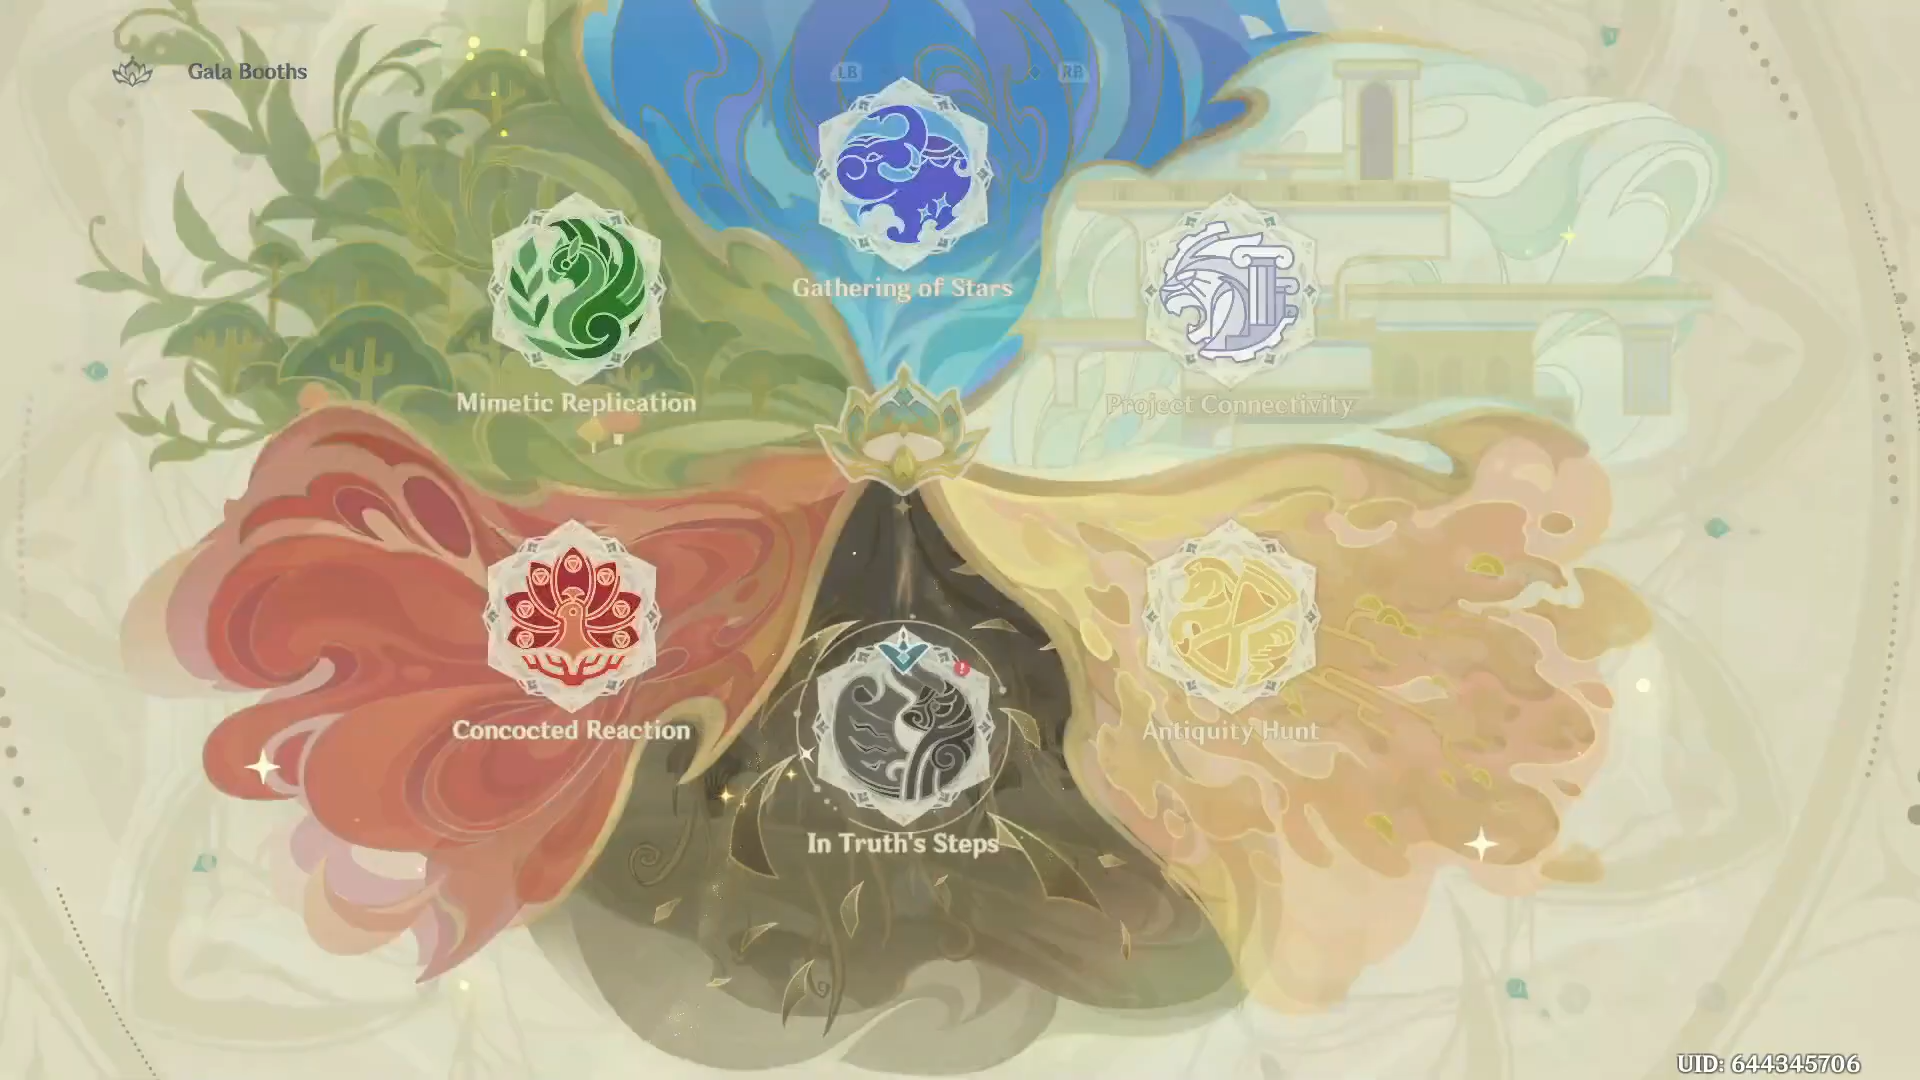 Gala Booths
LB
RB
Gathering of Stars
Mimetic Replication
Project Connectivity
Concocted Reaction
Antiquity Hunt
In Truth's Steps
UID: 644345706